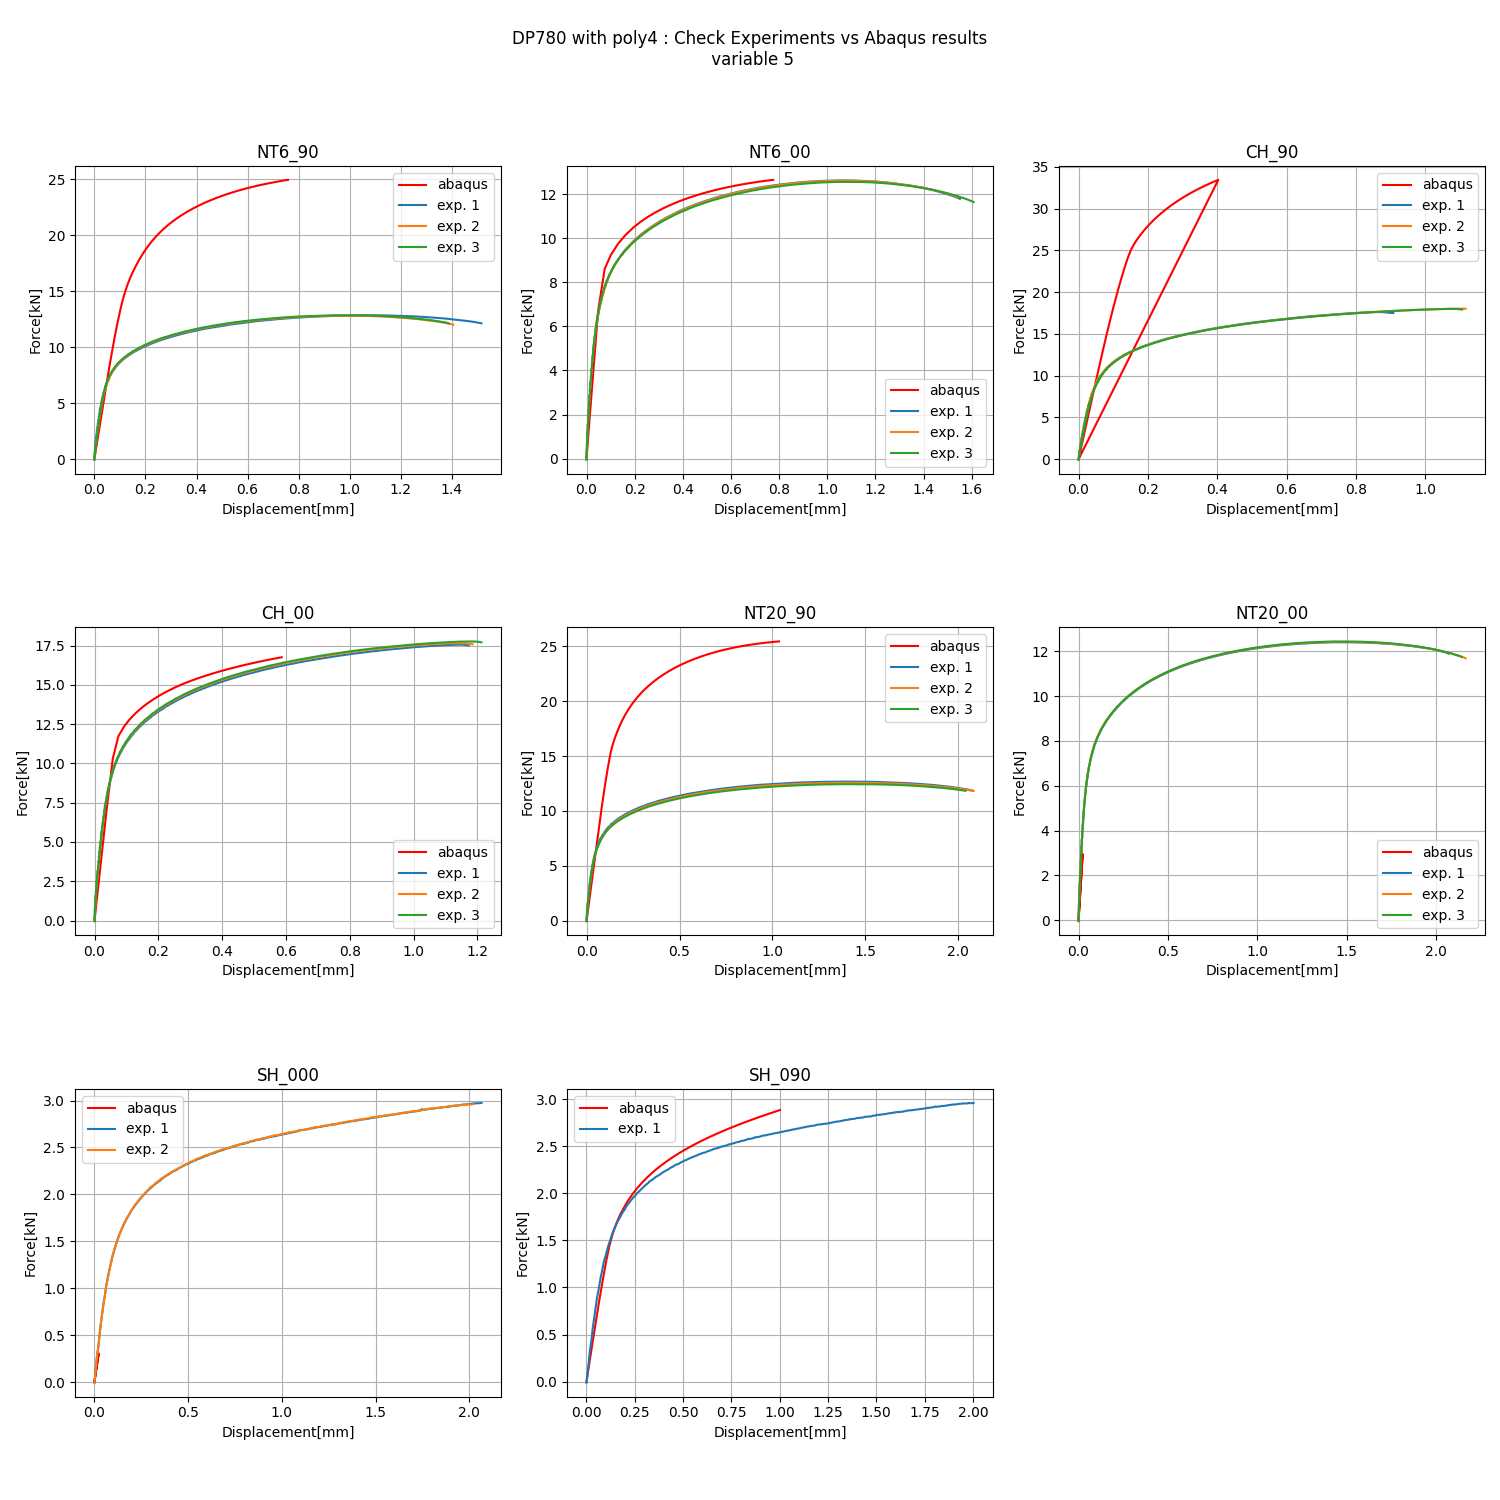 DP780 with poly4 : Check Experiments vs Abaqus results
variable 5
NT6_90
Force[kN]
25
20
15
10
5
0
abaqus
exp. 1
exp. 2
exp. 3
0.0 0.2 0.4 0.6 0.8 1.0 1.2 1.4
Displacement[mm]
NT6_00
Force[kN]
12
10
8
6
4
2
0
abaqus
exp. 1
exp. 2
exp. 3
0.0 0.2 0.4 0.6 0.8 1.0 1.2 1.4 1.6
Displacement[mm]
CH_90
Force[kN]
35
30
25
20
15
10
5
0
abaqus
exp. 1
exp. 2
exp. 3
0.0 0.2 0.4 0.6 0.8 1.0
Displacement[mm]
CH_00
Force[kN]
17.5
15.0
12.5
10.0
7.5
5.0
2.5
0.0
abaqus
exp. 1
exp. 2
exp. 3
0.0 0.2 0.4 0.6 0.8 1.0 1.2
Displacement[mm]
NT20_90
Force[kN]
25
20
15
10
5
0
abaqus
exp. 1
exp. 2
exp. 3
0.0 0.5 1.0 1.5 2.0
Displacement[mm]
NT20_00
Force[kN]
12
10
8
6
4
2
0
abaqus
exp. 1
exp. 2
exp. 3
0.0 0.5 1.0 1.5 2.0
Displacement[mm]
SH_000
Force[kN]
3.0
2.5
2.0
1.5
1.0
0.5
0.0
abaqus
exp. 1
exp. 2
0.0 0.5 1.0 1.5 2.0
Displacement[mm]
SH_090
Force[kN]
3.0
2.5
2.0
1.5
1.0
0.5
0.0
abaqus
exp. 1
0.00 0.25 0.50 0.75 1.00 1.25 1.50 1.75 2.00
Displacement[mm]